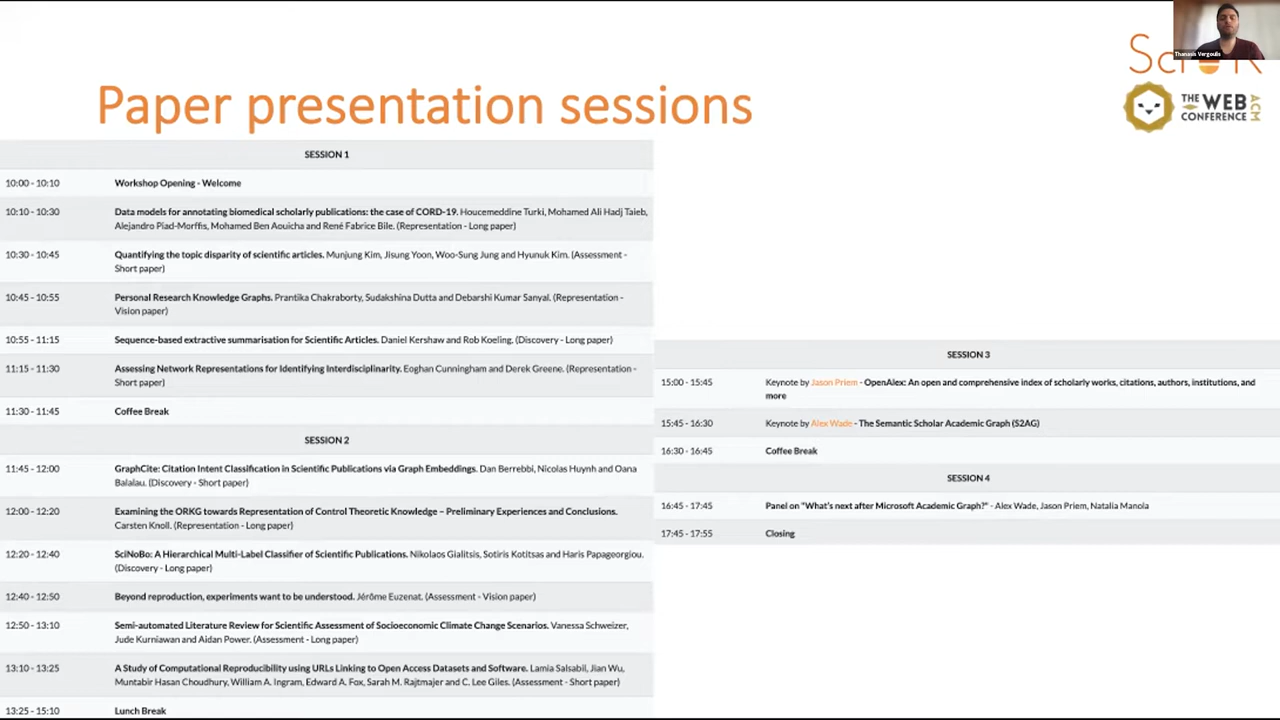 Thanasis Vergoulis
Paper presentation sessions
THE WEB
CONFERENCE
ACM
SESSION 1
10:00 - 10:10 Workshop Opening - Welcome
10:10 - 10:30 Data models for annotating biomedical scholarly publications: the case of CORD-19. Houcemeddine Turki, Mohamed Ali Hadj Taieb,
Alejandro Piad-Morffis, Mohamed Ben Aouicha and René Fabrice Bile. (Representation - Long paper)
10:30 - 10:45 Quantifying the topic disparity of scientific articles. Munjung Kim, Jisung Yoon, Woo-Sung Jung and Hyunuk Kim. (Assessment -
Short paper)
10:45 - 10:55 Personal Research Knowledge Graphs. Prantika Chakraborty, Sudakshina Dutta and Debarshi Kumar Sanyal. (Representation -
Vision paper)
10:55 - 11:15 Sequence-based extractive summarisation for Scientific Articles. Daniel Kershaw and Rob Koeling. (Discovery - Long paper)
11:15 - 11:30 Assessing Network Representations for Identifying Interdisciplinarity. Eoghan Cunningham and Derek Greene. (Representation -
Short paper)
11:30 - 11:45 Coffee Break
SESSION 2
11:45 - 12:00 GraphCite: Citation Intent Classification in Scientific Publications via Graph Embeddings. Dan Berrebbi, Nicolas Huynh and Oana
Balalau. (Discovery - Short paper)
12:00 - 12:20 Examining the ORKG towards Representation of Control Theoretic Knowledge – Preliminary Experiences and Conclusions.
Carsten Knoll. (Representation - Long paper)
12:20 - 12:40 SciNoBo: A Hierarchical Multi-Label Classifier of Scientific Publications. Nikolaos Gialitsis, Sotiris Kotitsas and Haris Papageorgiou.
(Discovery - Long paper)
12:40 - 12:50 Beyond reproduction, experiments want to be understood. Jérôme Euzenat. (Assessment - Vision paper)
12:50 - 13:10 Semi-automated Literature Review for Scientific Assessment of Socioeconomic Climate Change Scenarios. Vanessa Schweizer,
Jude Kurniawan and Aidan Power. (Assessment - Long paper)
13:10 - 13:25 A Study of Computational Reproducibility using URLs Linking to Open Access Datasets and Software. Lamia Salsabil, Jian Wu,
Muntabir Hasan Choudhury, William A. Ingram, Edward A. Fox, Sarah M. Rajtmajer and C. Lee Giles. (Assessment - Short paper)
13:25 - 15:10 Lunch Break
SESSION 3
15:00 - 15:45 Keynote by Jason Priem - OpenAlex: An open and comprehensive index of scholarly works, citations, authors, institutions, and
more
15:45 - 16:30 Keynote by Alex Wade - The Semantic Scholar Academic Graph (S2AG)
16:30 - 16:45 Coffee Break
SESSION 4
16:45 - 17:45 Panel on "What's next after Microsoft Academic Graph?" - Alex Wade, Jason Priem, Natalia Manola
17:45 - 17:55 Closing